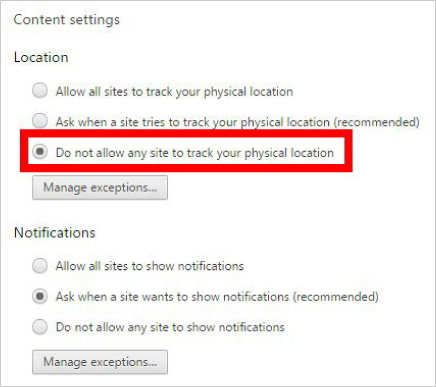 Content settings
Location
Allow all sites to track your physical location
Ask when a site tries to track your physical location (recommended)
Do not allow any site to track your physical location
Manage exceptions...
Notifications
Allow all sites to show notifications
Ask when a site wants to show notifications (recommended)
Do not allow any site to show notifications
Manage exceptions...